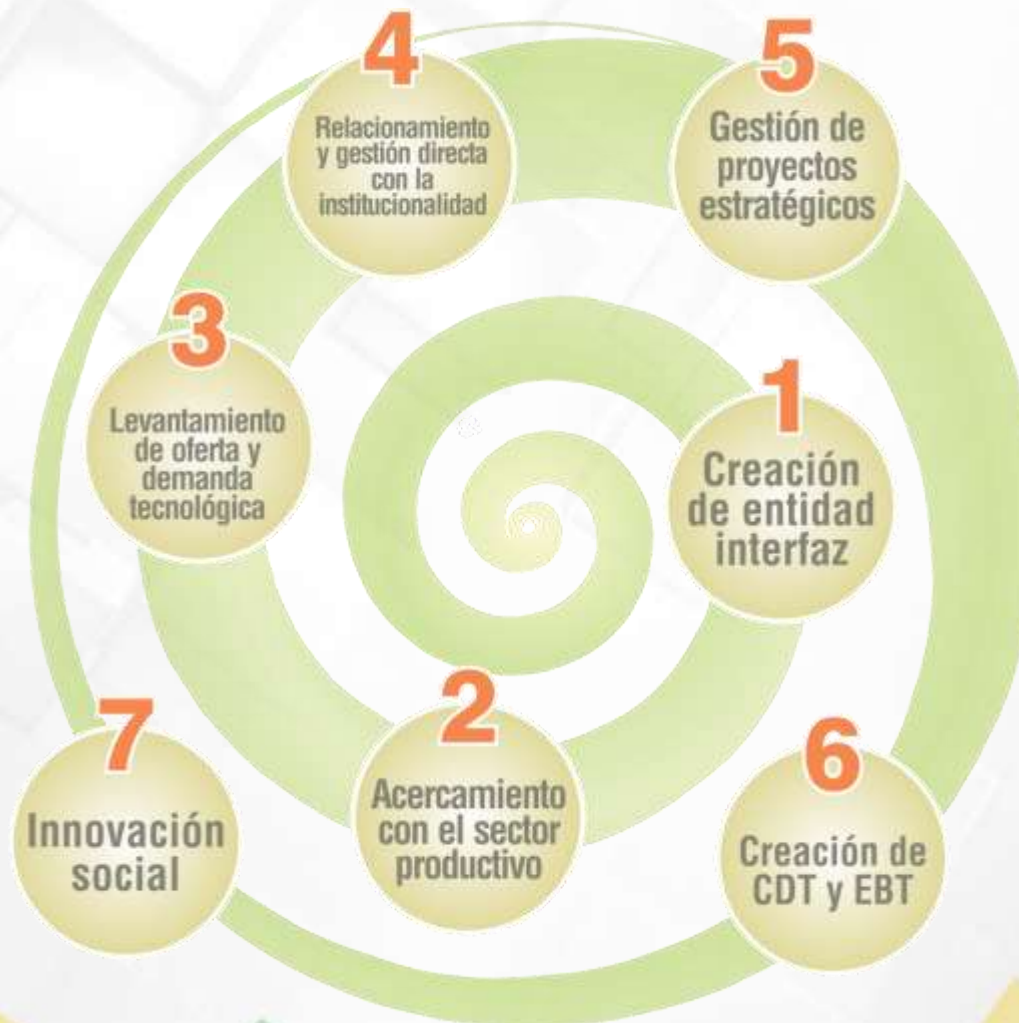 1
Creación
de entidad
interfaz
2
Acercamiento
con el sector
productivo
3
Levantamiento
de oferta y
demanda
tecnológica
4
Relacionamiento
y gestión directa
con la
institucionalidad
5
Gestión de
proyectos
estratégicos
6
Creación de
CDT y EBT
7
Innovación
social